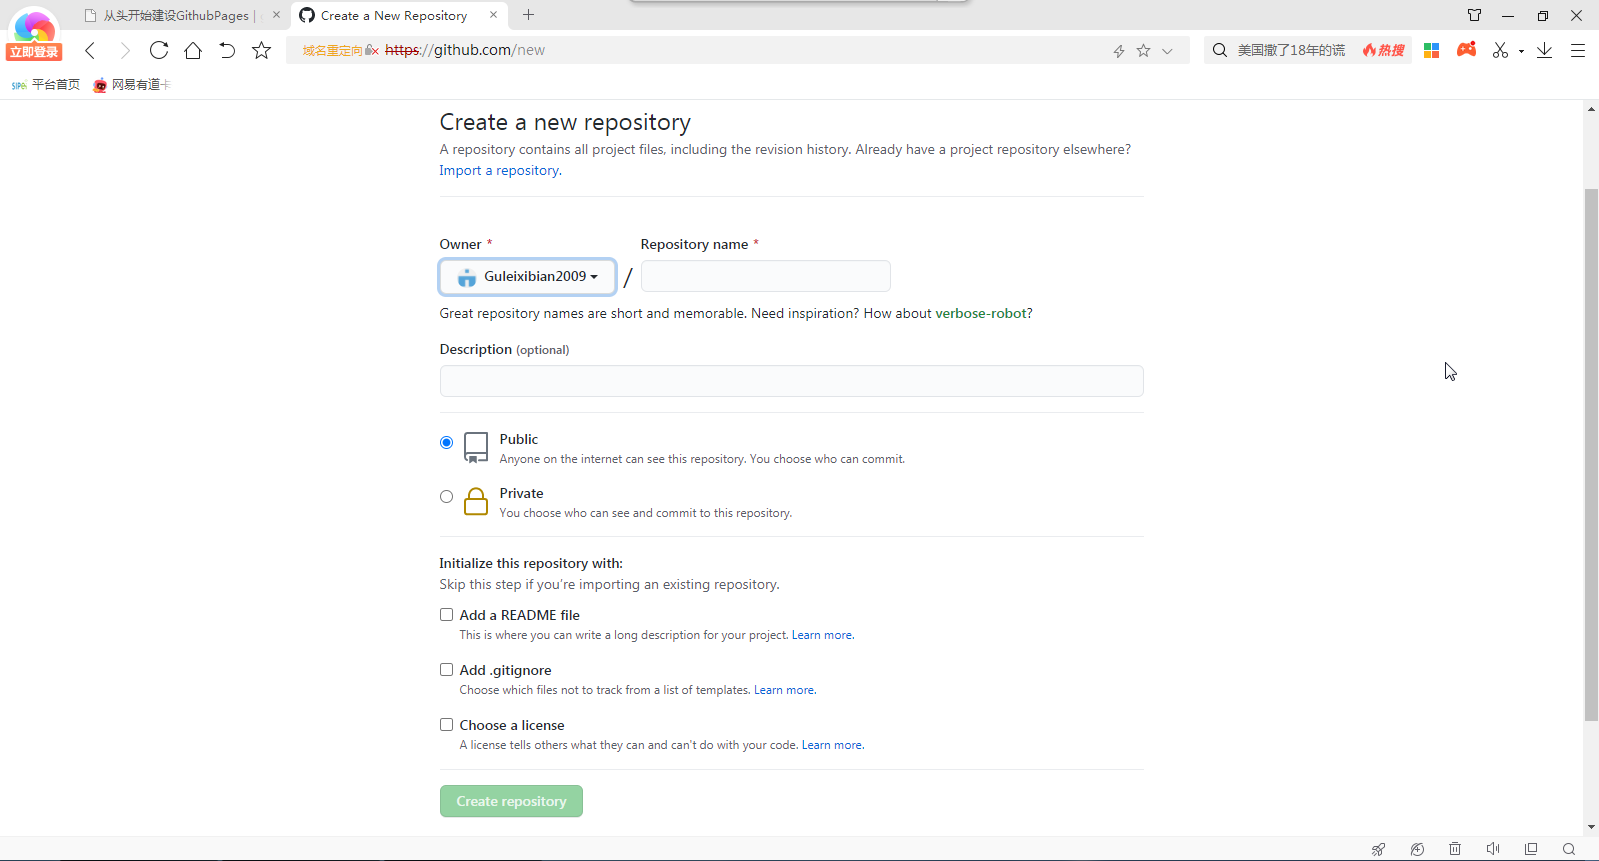 从头开始建设GithubPages |
Create a New Repository
立即登录
域名重定向
https://github.com/new
美国撒了18年的谎
热搜
SIPO 平台首页
网易有道卡
Create a new repository
A repository contains all project files, including the revision history. Already have a project repository elsewhere?
Import a repository.
Owner *
Repository name *
Guleixibian2009
/
Great repository names are short and memorable. Need inspiration? How about verbose-robot?
Description (optional)
Public
Anyone on the internet can see this repository. You choose who can commit.
Private
You choose who can see and commit to this repository.
Initialize this repository with:
Skip this step if you're importing an existing repository.
Add a README file
This is where you can write a long description for your project. Learn more.
Add .gitignore
Choose which files not to track from a list of templates. Learn more.
Choose a license
A license tells others what they can and can't do with your code. Learn more.
Create repository